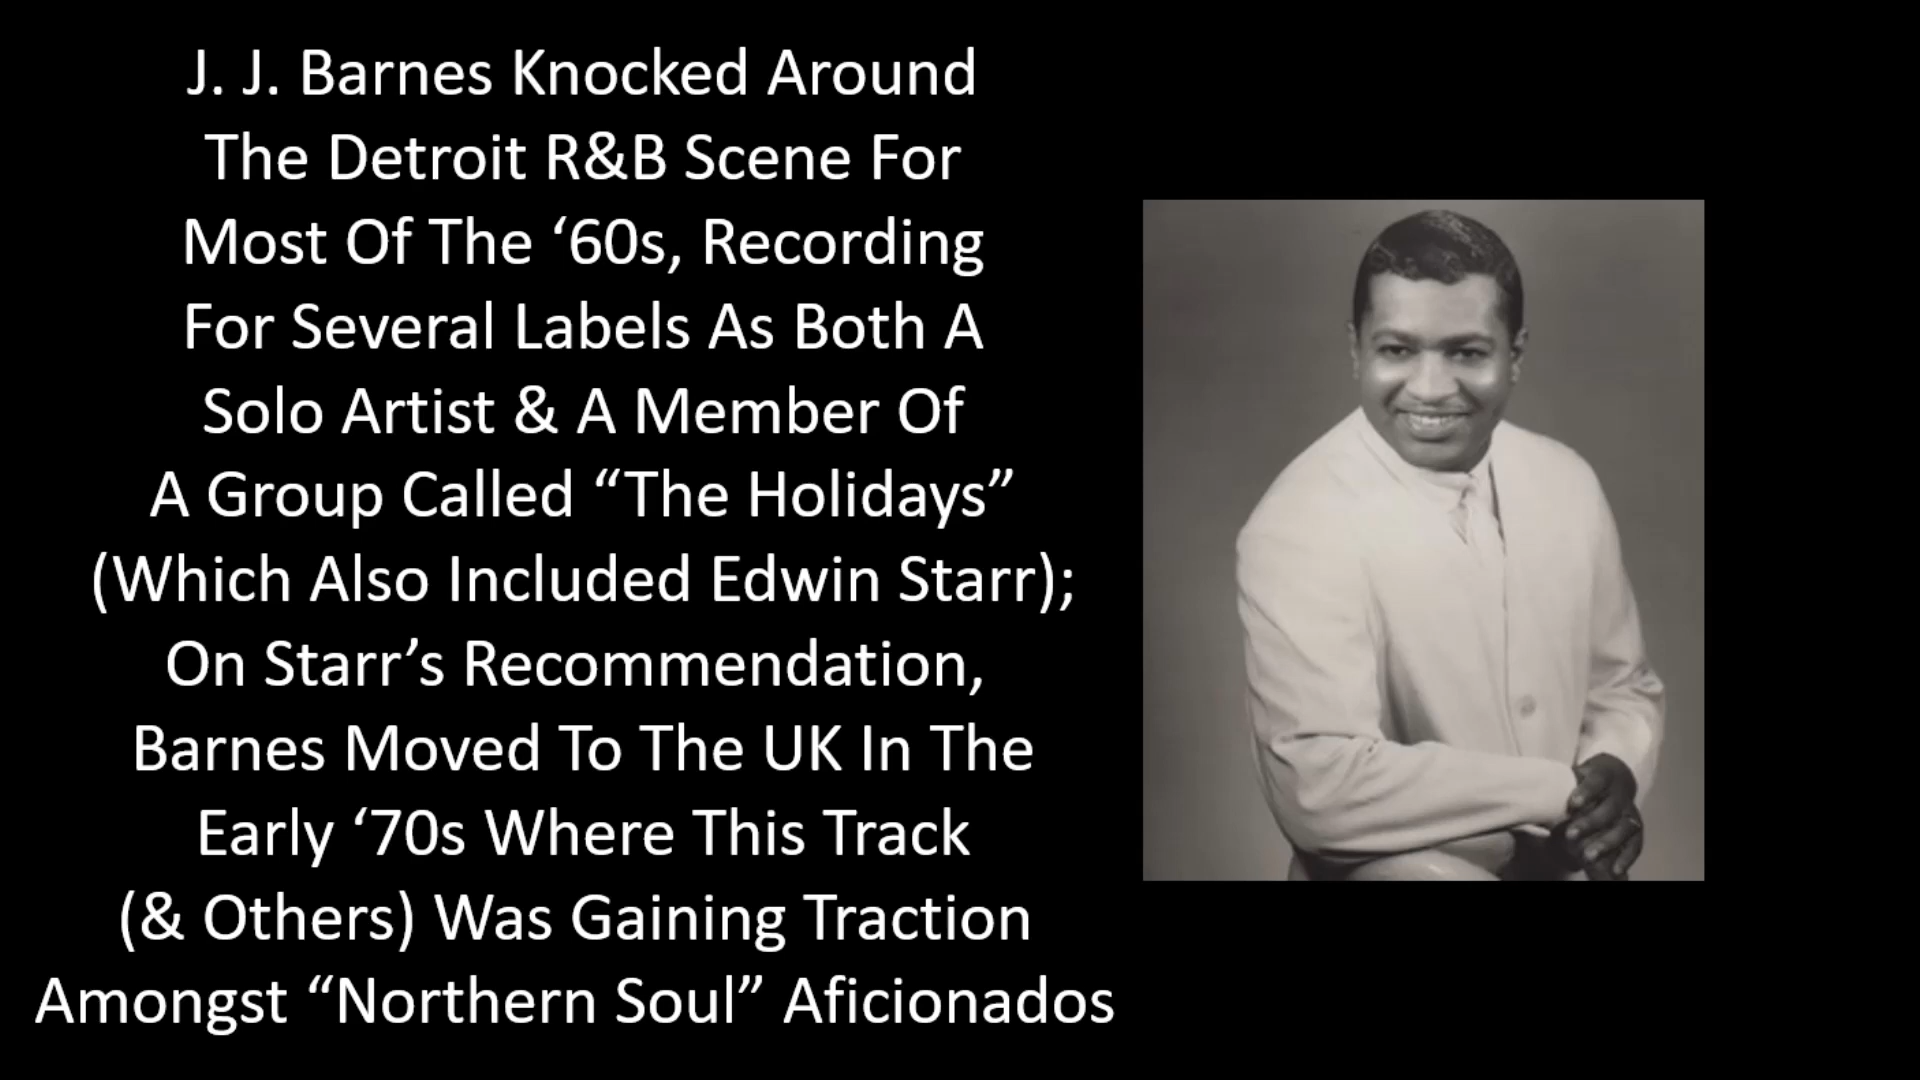 J. J. Barnes Knocked Around
The Detroit R&B Scene For
Most Of The ‘60s, Recording
For Several Labels As Both A
Solo Artist & A Member Of
A Group Called “The Holidays”
(Which Also Included Edwin Starr);
On Starr’s Recommendation,
Barnes Moved To The UK In The
Early ‘70s Where This Track
(& Others) Was Gaining Traction
Amongst “Northern Soul” Aficionados